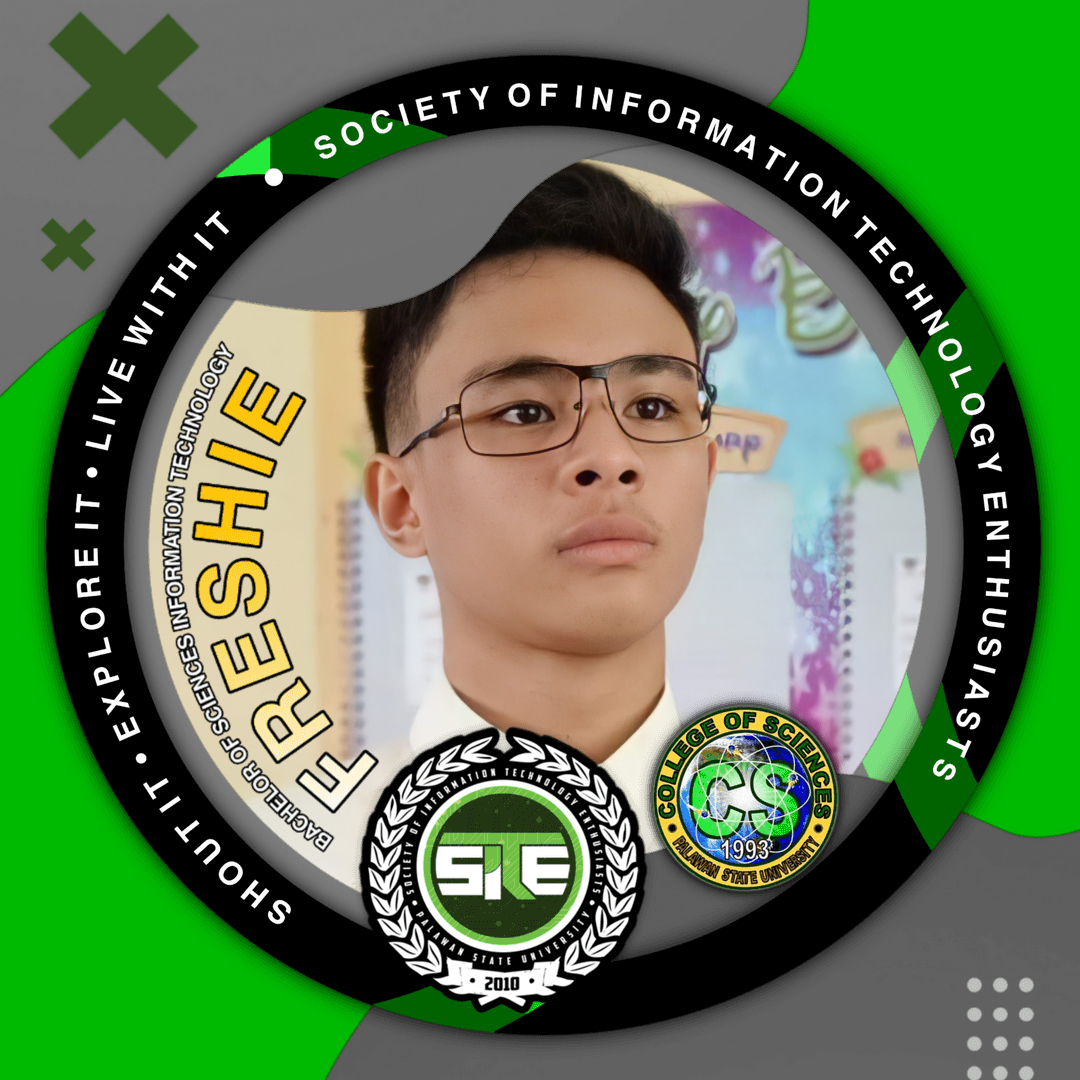 SOCIETY OF INFORMATION TECHNOLOGY ENTHUSIASTS
SHOUT IT • EXPLORE IT • LIVE WITH IT
BACHELOR OF SCIENCES INFORMATION TECHNOLOGY
FRESHIE
SOCIETY OF INFORMATION TECHNOLOGY ENTHUSIASTS
SITE
• PALAWAN STATE UNIVERSITY •
• 2010 •
COLLEGE OF SCIENCES
CS
1993
• PALAWAN STATE UNIVERSITY •